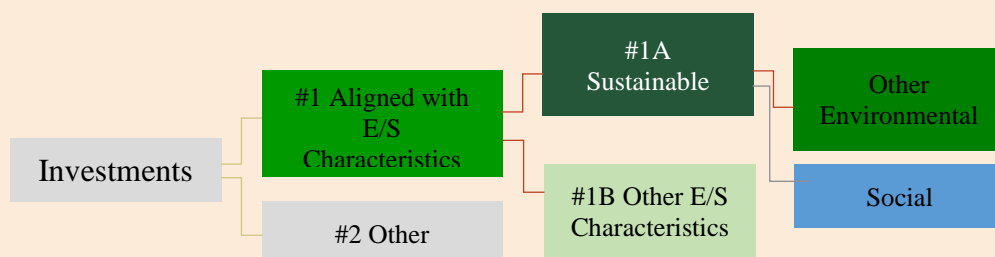 Investments
#1 Aligned with
E/S
Characteristics
#2 Other
#1A
Sustainable
#1B Other E/S
Characteristics
Other
Environmental
Social